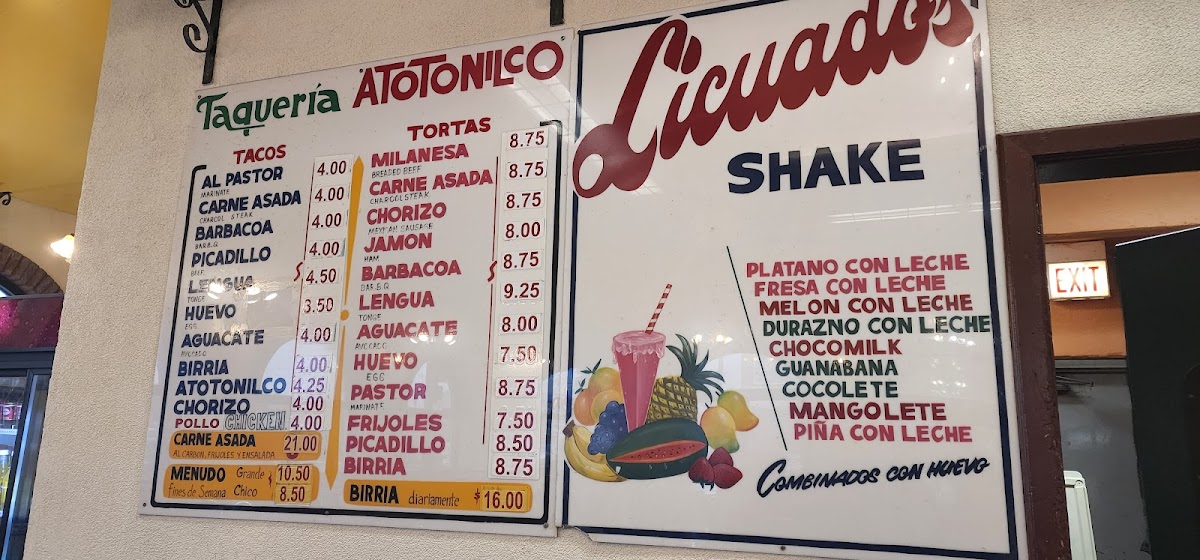 Taquería ATOTONILCO
TACOS
AL PASTOR 4.00
MARINATE
CARNE ASADA 4.00
CHARCOL STEAK
BARBACOA 4.00
BAR.B.Q
PICADILLO 4.00
BEEF
LENGUA 4.50
TONGE
HUEVO 3.50
EGG
AGUACATE 4.00
AVOCADO
BIRRIA 4.00
ATOTONILCO 4.25
CHORIZO 4.00
POLLO CHICKEN 4.00
CARNE ASADA 21.00
AL CARBON, FRIJOLES Y ENSALADA
MENUDO Grande $ 10.50
Fines de Semana Chico 8.50
TORTAS
MILANESA 8.75
BREADED BEEF
CARNE ASADA 8.75
CHARCOL STEAK
CHORIZO 8.75
MEXICAN SAUSAGE
JAMON 8.00
HAM
BARBACOA $ 8.75
BAR.B.Q
LENGUA 9.25
TONGE
AGUACATE 8.00
AVOCADO
HUEVO 7.50
EGG
PASTOR 8.75
MARINATE
FRIJOLES 7.50
PICADILLO 8.50
BIRRIA 8.75
BIRRIA diariamente $ 16.00
Licuados
SHAKE
PLATANO CON LECHE
FRESA CON LECHE
MELON CON LECHE
DURAZNO CON LECHE
CHOCOMILK
GUANABANA
COCOLETE
MANGOLETE
PIÑA CON LECHE
COMBINADOS CON HUEVO
EXIT